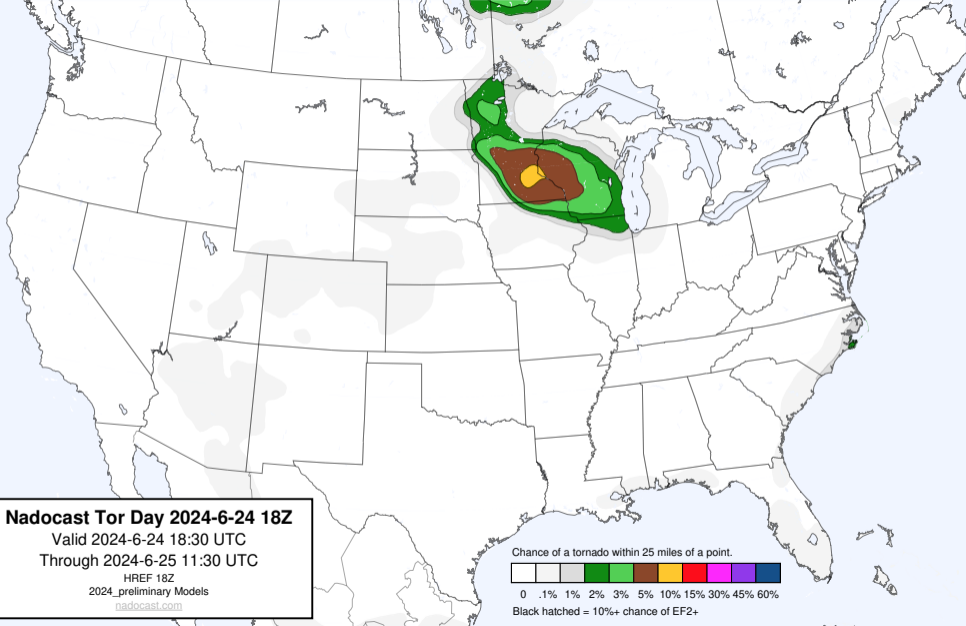 Nadocast Tor Day 2024-6-24 18Z
Valid 2024-6-24 18:30 UTC
Through 2024-6-25 11:30 UTC
HREF 18Z
2024_preliminary Models
nadocast.com
Chance of a tornado within 25 miles of a point.
0 .1% 1% 2% 3% 5% 10% 15% 30% 45% 60%
Black hatched = 10%+ chance of EF2+